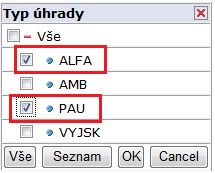 Typ úhrady
Vše
ALFA
AMB
PAU
VYJSK
Vše Seznam OK Cancel